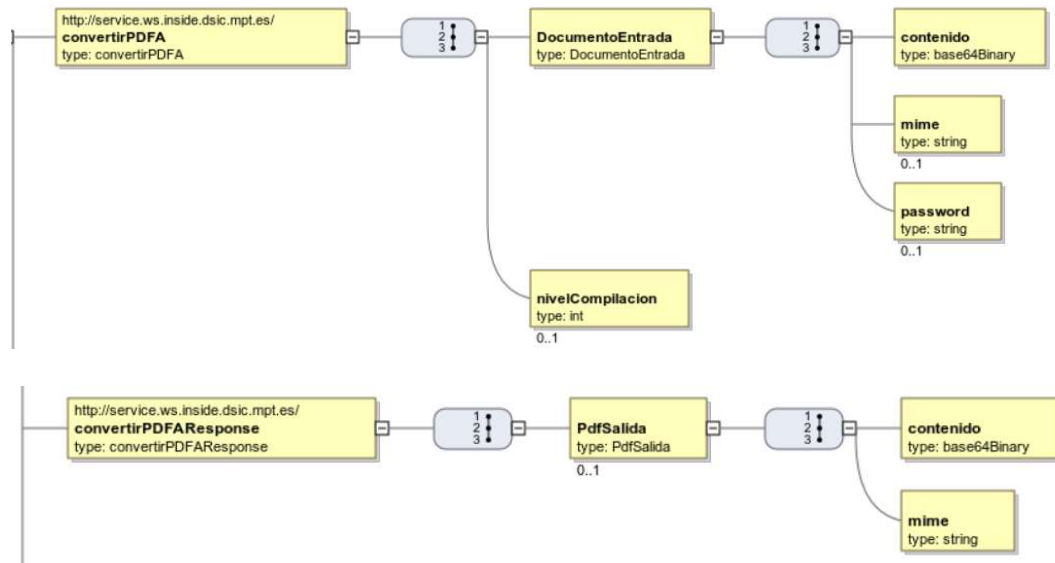 http://service.ws.inside.dsic.mpt.es/
convertirPDFA
type: convertirPDFA
1
2
3
DocumentoEntrada
type: DocumentoEntrada
1
2
3
contenido
type: base64Binary
mime
type: string
0..1
password
type: string
0..1
nivelCompilacion
type: int
0..1
http://service.ws.inside.dsic.mpt.es/
convertirPDFAResponse
type: convertirPDFAResponse
1
2
3
PdfSalida
type: PdfSalida
0..1
1
2
3
contenido
type: base64Binary
mime
type: string